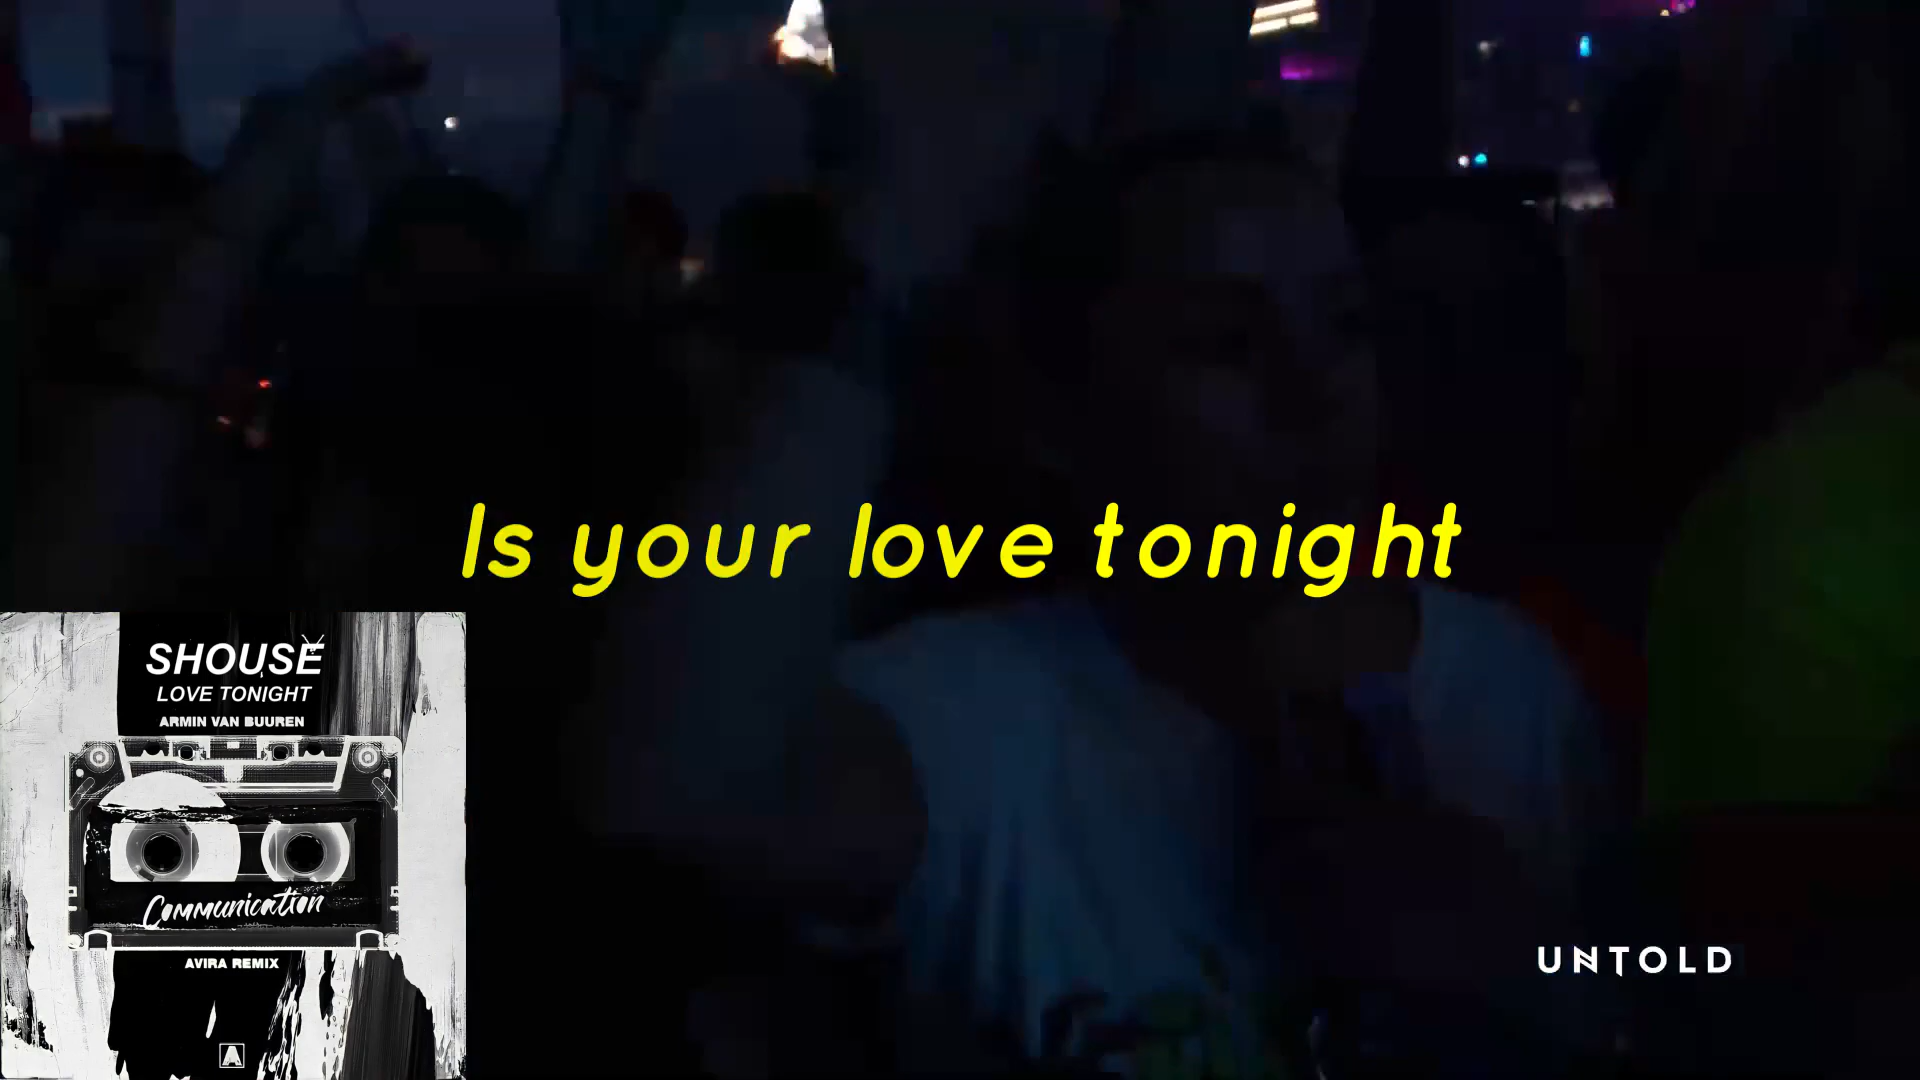 Is your love tonight
SHOUSE
LOVE TONIGHT
ARMIN VAN BUUREN
Communication
AVIRA REMIX
A
UNTOLD